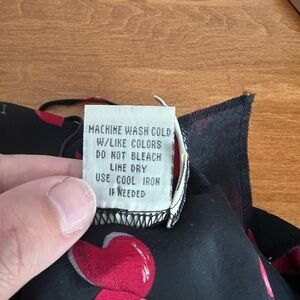 MACHINE WASH COLD
W/LIKE COLORS
DO NOT BLEACH
LINE DRY
USE COOL IRON
IF NEEDED